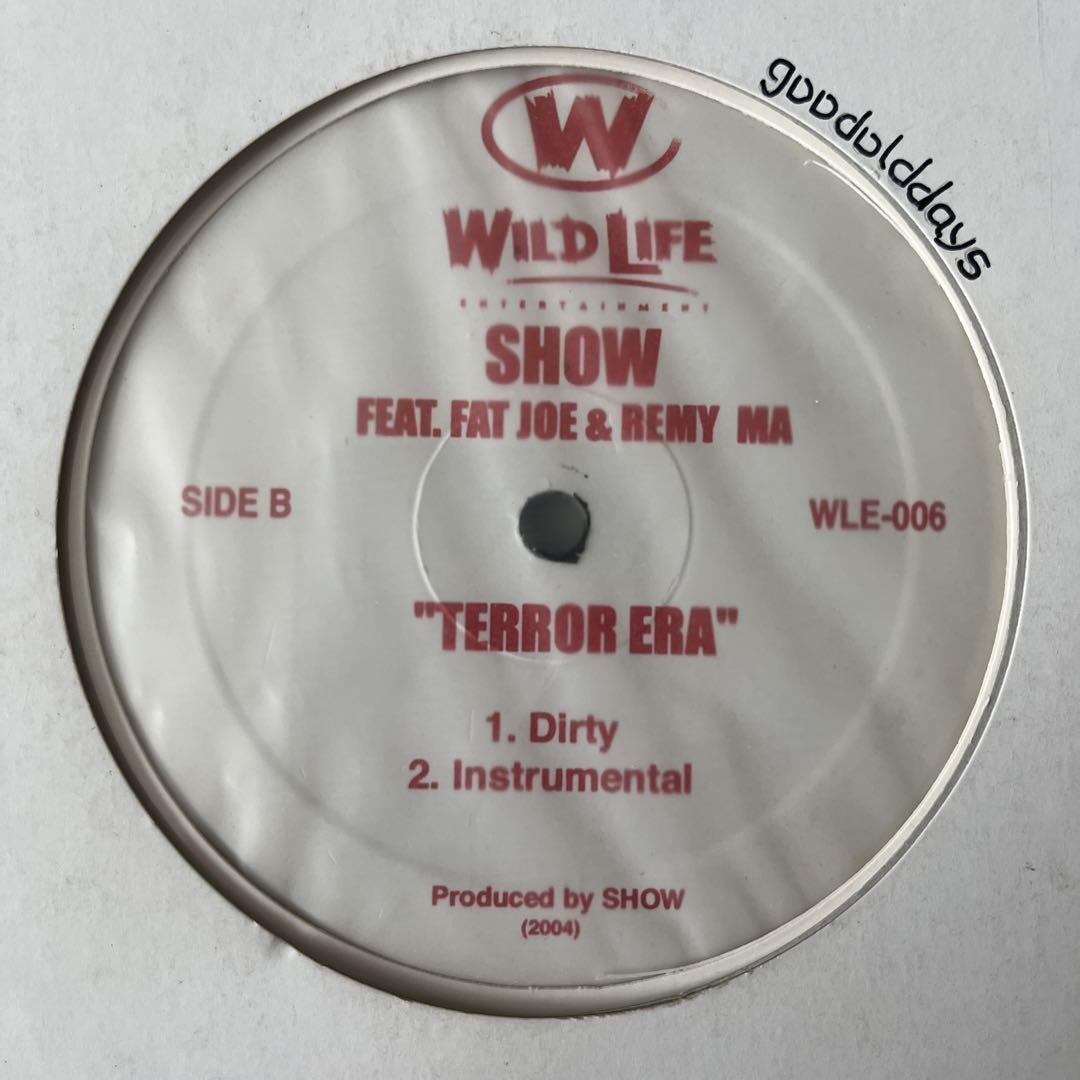 gooodolddays
W
WILD LIFE
ENTERTAINMENT
SHOW
FEAT. FAT JOE & REMY MA
SIDE B
WLE-006
"TERROR ERA"
1. Dirty
2. Instrumental
Produced by SHOW
(2004)